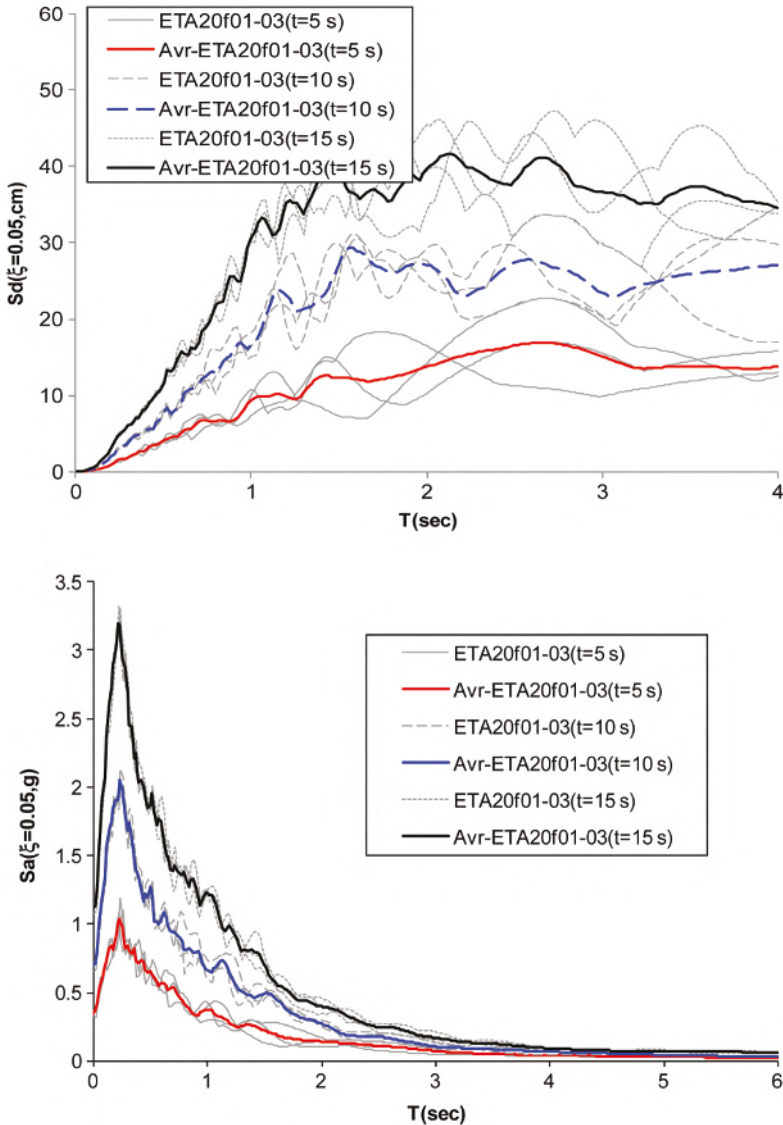 ETA20f01-03(t=5 s)
Avr-ETA20f01-03(t=5 s)
ETA20f01-03(t=10 s)
Avr-ETA20f01-03(t=10 s)
ETA20f01-03(t=15 s)
Avr-ETA20f01-03(t=15 s)
60
50
40
30
20
10
0
Sd(ξ=0.05,cm)
0 1 2 3 4
T(sec)
3.5
3
2.5
2
1.5
1
0.5
0
Sa(ξ=0.05,g)
ETA20f01-03(t=5 s)
Avr-ETA20f01-03(t=5 s)
ETA20f01-03(t=10 s)
Avr-ETA20f01-03(t=10 s)
ETA20f01-03(t=15 s)
Avr-ETA20f01-03(t=15 s)
0 1 2 3 4 5 6
T(sec)